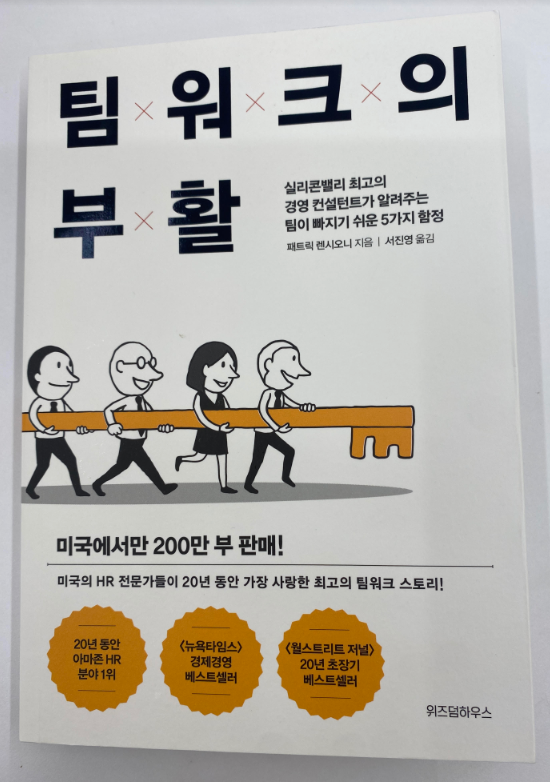 팀×워×크×의
부×활
실리콘밸리 최고의
경영 컨설턴트가 알려주는
팀이 빠지기 쉬운 5가지 함정
패트릭 렌시오니 지음 | 서진영 옮김
미국에서만 200만 부 판매!
미국의 HR 전문가들이 20년 동안 가장 사랑한 최고의 팀워크 스토리!
20년 동안
아마존 HR
분야 1위
〈뉴욕타임스〉
경제경영
베스트셀러
〈월스트리트 저널〉
20년 초장기
베스트셀러
위즈덤하우스